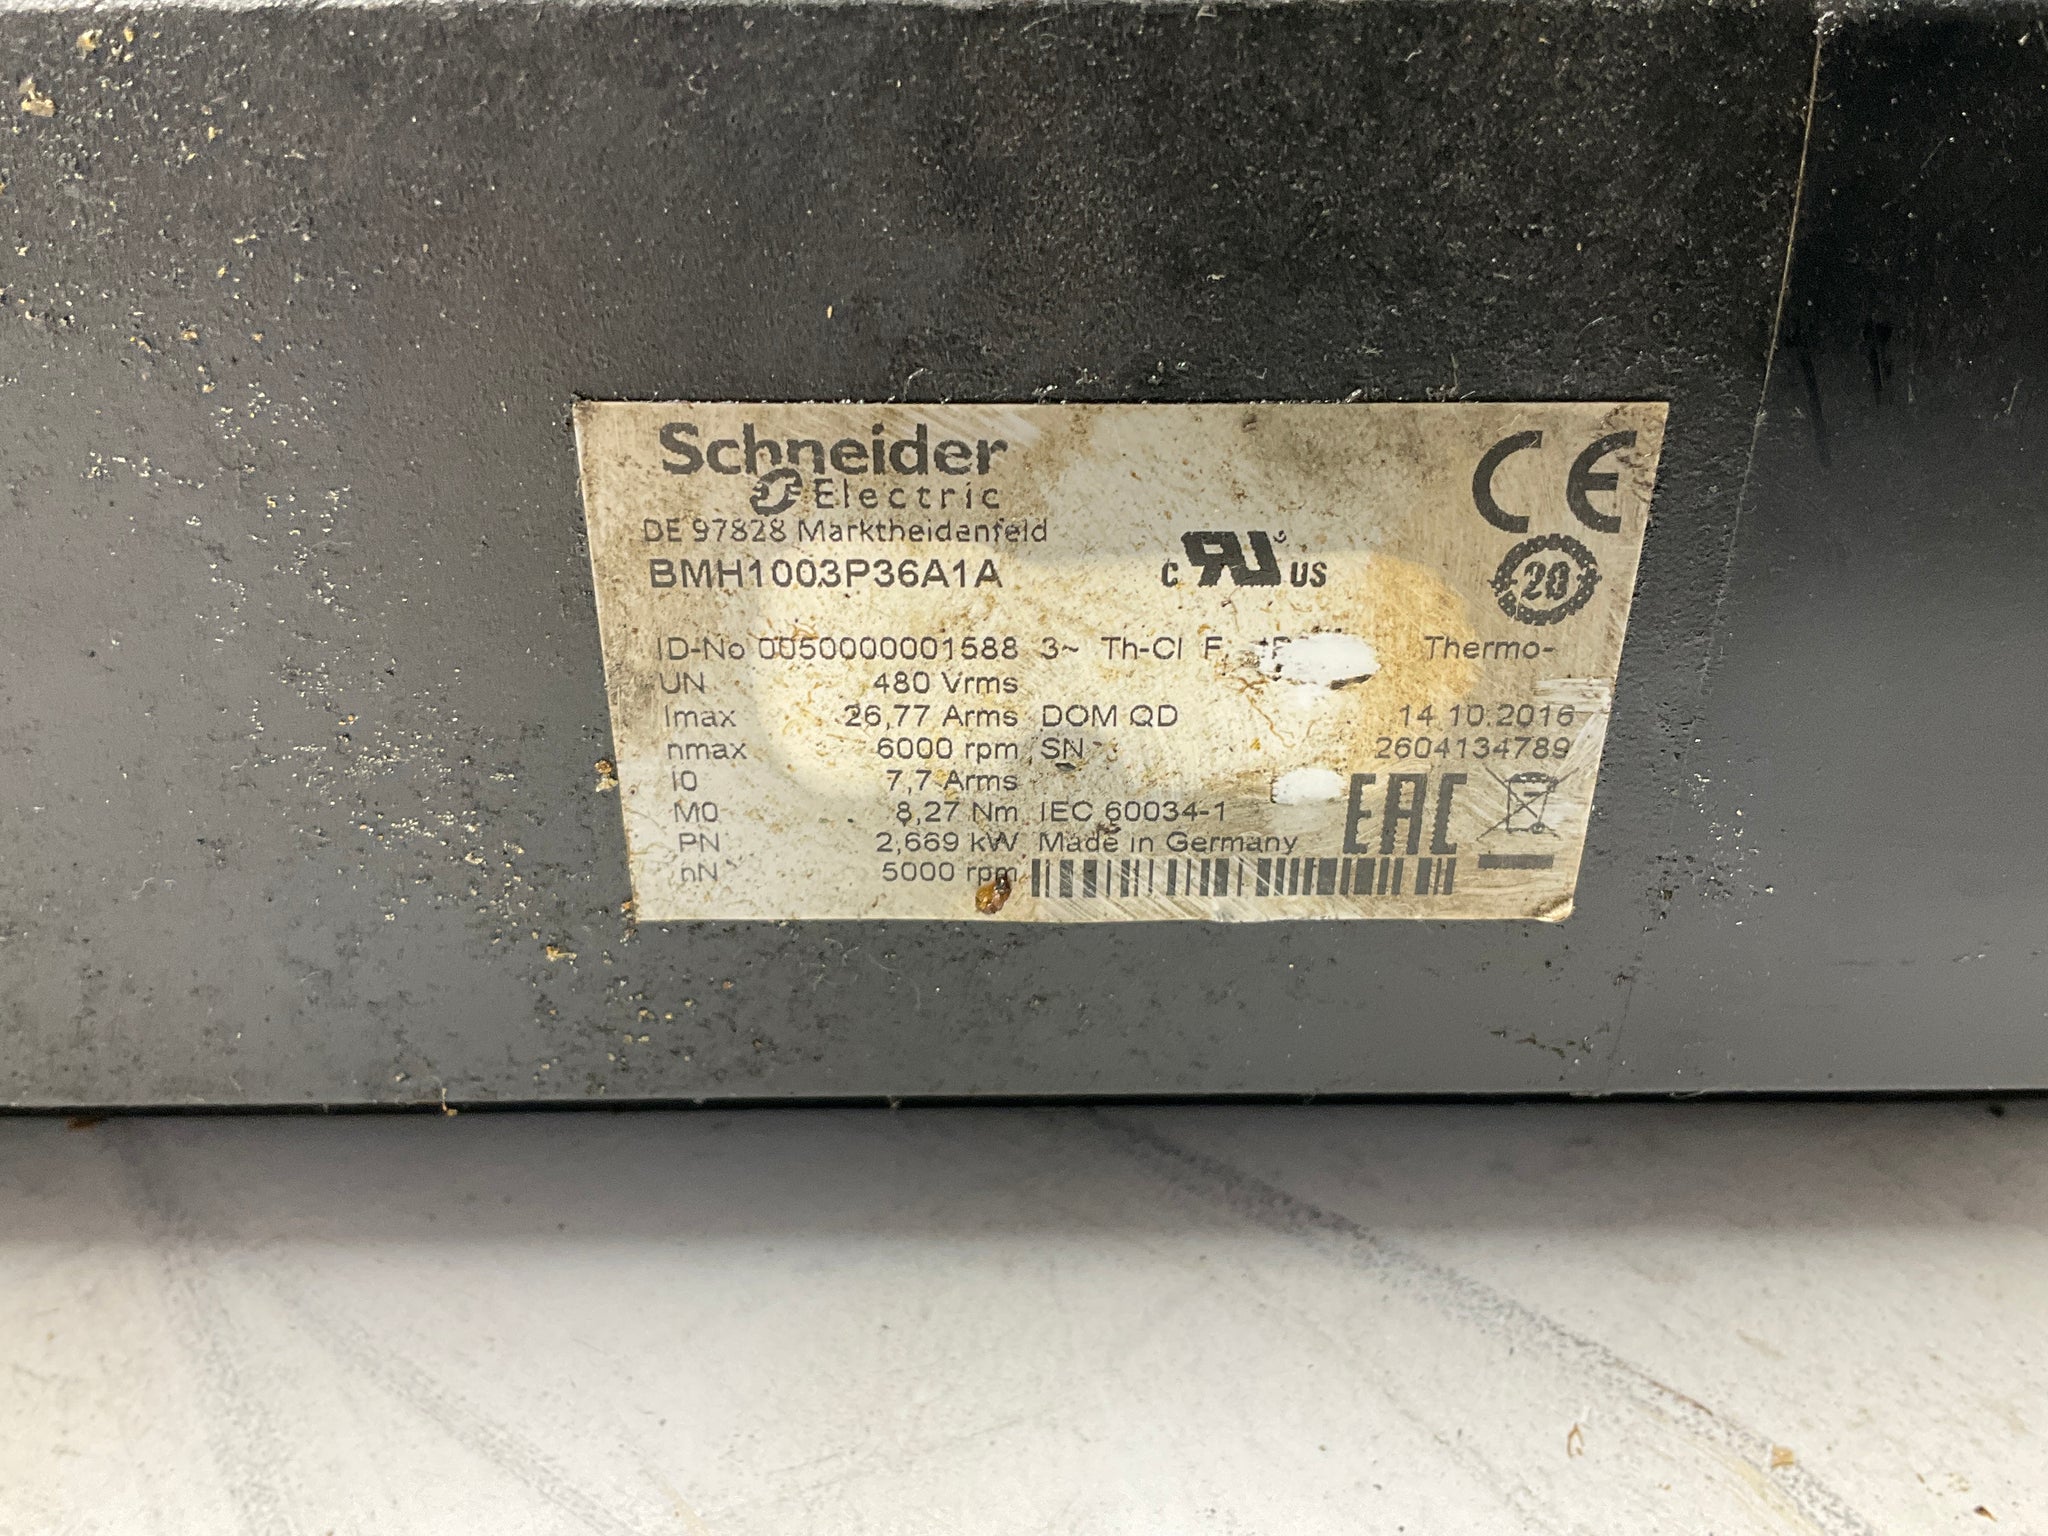 Schneider
Electric
CE
DE 97828 Marktheidenfeld
BMH1003P36A1A
c RU US
20
ID-No 0050000001588 3~ Th-Cl F Thermo-
UN 480 Vrms
Imax 26,77 Arms DOM QD 14.10.2016
nmax 6000 rpm SN 2604134789
I0 7,7 Arms
M0 8,27 Nm IEC 60034-1 EAC
PN 2,669 kW Made in Germany
nN 5000 rpm